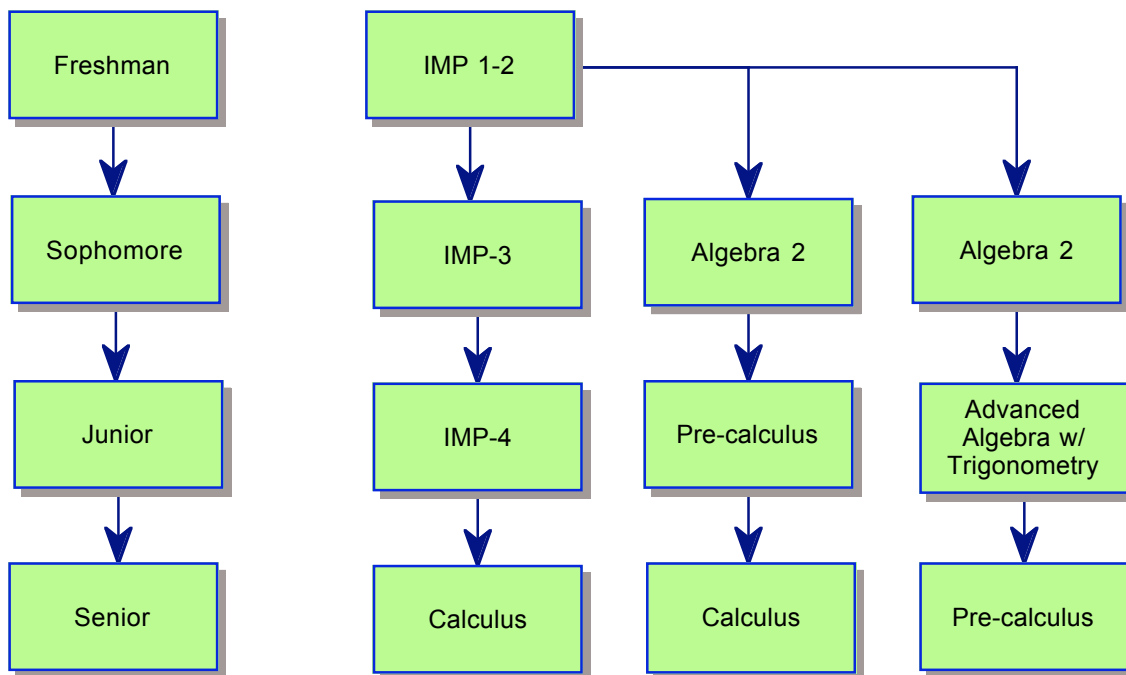 Freshman
IMP 1-2
Sophomore
IMP-3
Algebra 2
Algebra 2
Junior
IMP-4
Pre-calculus
Advanced
Algebra w/
Trigonometry
Senior
Calculus
Calculus
Pre-calculus